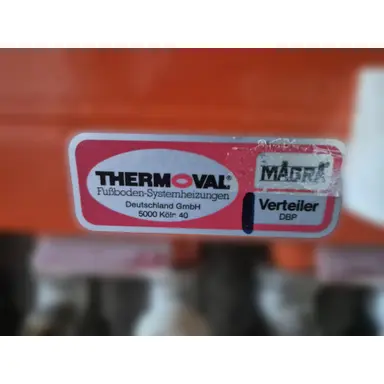 THERMOVAL®
Fußboden-Systemheizungen
Deutschland GmbH
5000 Köln 40
MAGRA
Verteiler
DBP